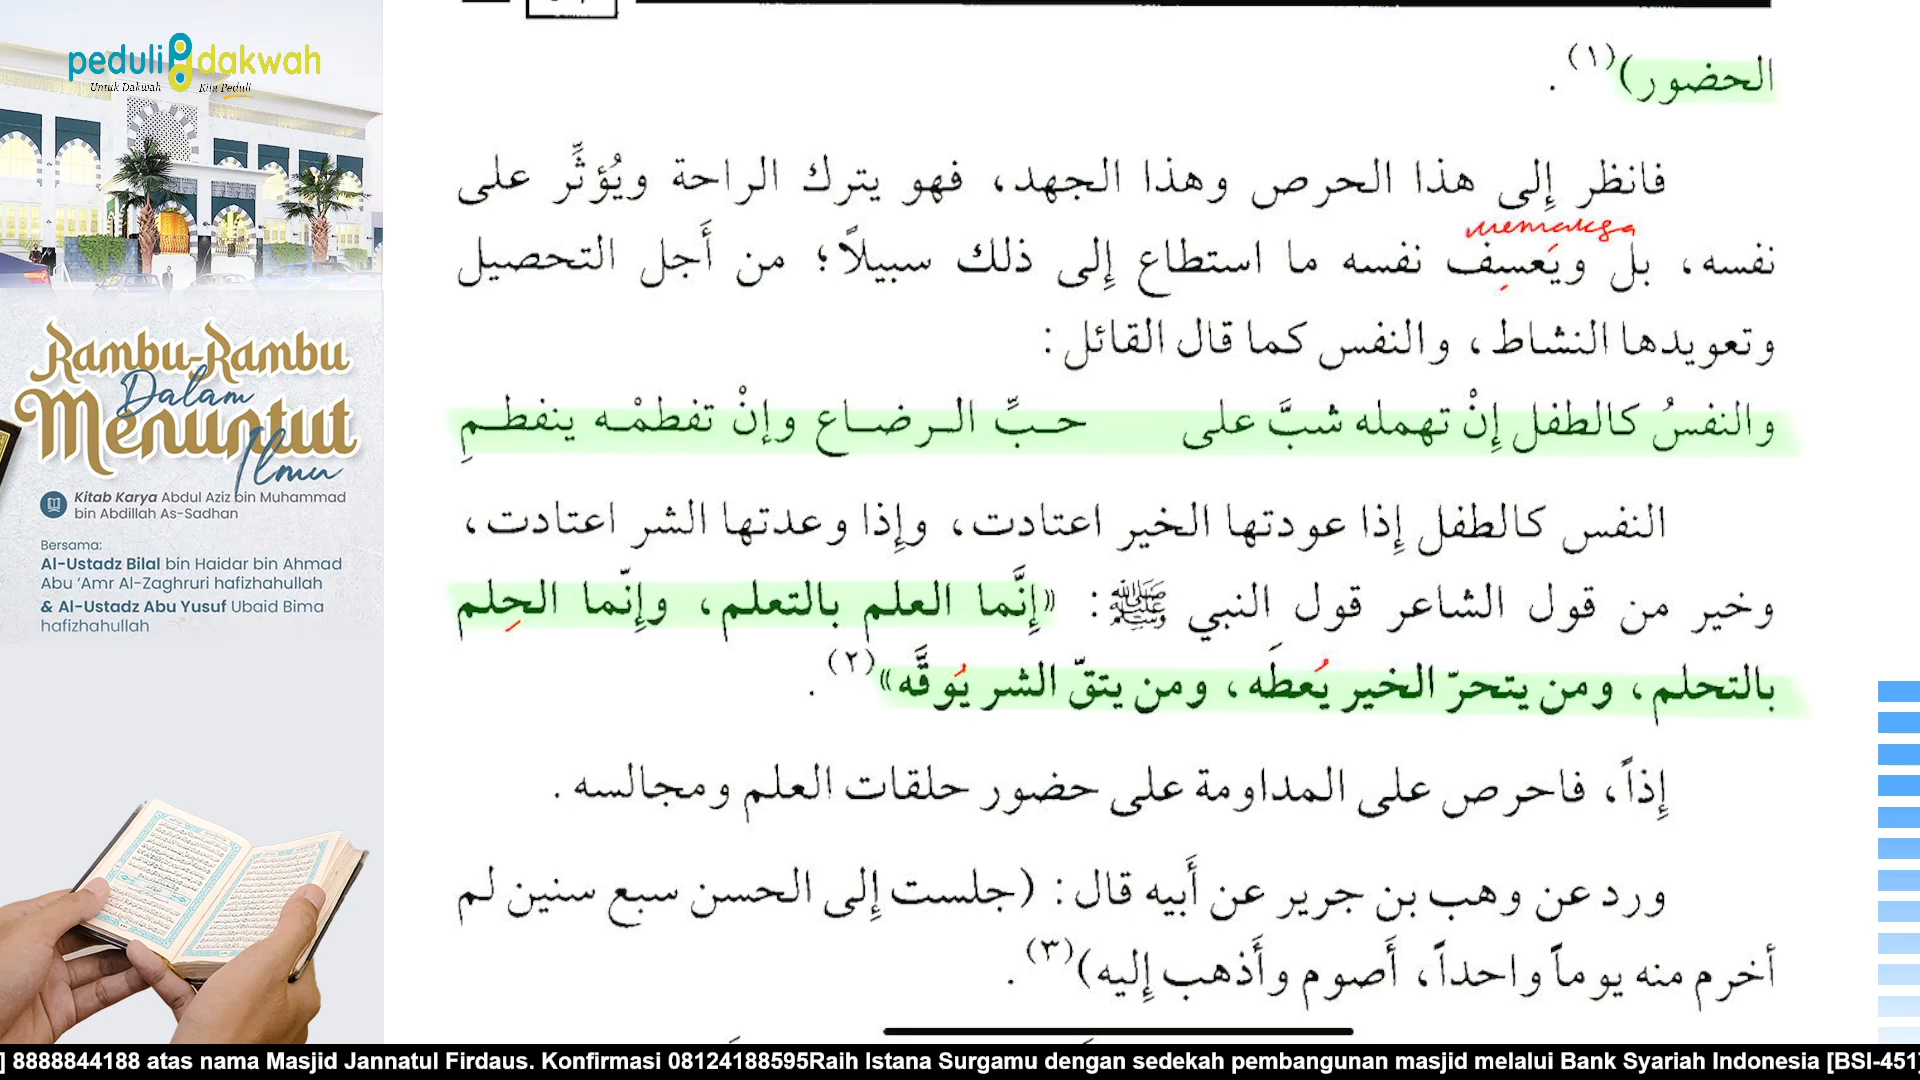 peduli dakwah
Untuk Dakwah Kita Peduli
Rambu-Rambu
Dalam
Menuntut
Ilmu
Kitab Karya Abdul Aziz bin Muhammad
bin Abdillah As-Sadhan
Bersama:
Al-Ustadz Bilal bin Haidar bin Ahmad
Abu ‘Amr Al-Zaghruri hafizhahullah
& Al-Ustadz Abu Yusuf Ubaid Bima
hafizhahullah
الحضور)(١) .
فانظر إلى هذا الحرص وهذا الجهد، فهو يترك الراحة ويُؤثِّر على
memaksa
نفسه، بل ويَعسِف نفسه ما استطاع إلى ذلك سبيلاً؛ من أَجل التحصيل
وتعويدها النشاط، والنفس كما قال القائل:
والنفسُ كالطفل إنْ تهمله شبَّ على حبِّ الرضاع وإنْ تفطمْه ينفطمِ
النفس كالطفل إذا عودتها الخير اعتادت، وإذا وعدتها الشر اعتادت،
وخير من قول الشاعر قول النبي ﷺ: «إنَّما العلم بالتعلم، وإنّما الحِلم
بالتحلم، ومن يتحرّ الخير يُعطَه، ومن يتقّ الشر يُوقَّه»(٢) .
إذاً، فاحرص على المداومة على حضور حلقات العلم ومجالسه .
ورد عن وهب بن جرير عن أَبيه قال: (جلست إلى الحسن سبع سنين لم
أخرم منه يوماً واحداً، أَصوم وأَذهب إليه)(٣) .
] 8888844188 atas nama Masjid Jannatul Firdaus. Konfirmasi 08124188595Raih Istana Surgamu dengan sedekah pembangunan masjid melalui Bank Syariah Indonesia [BSI-451]